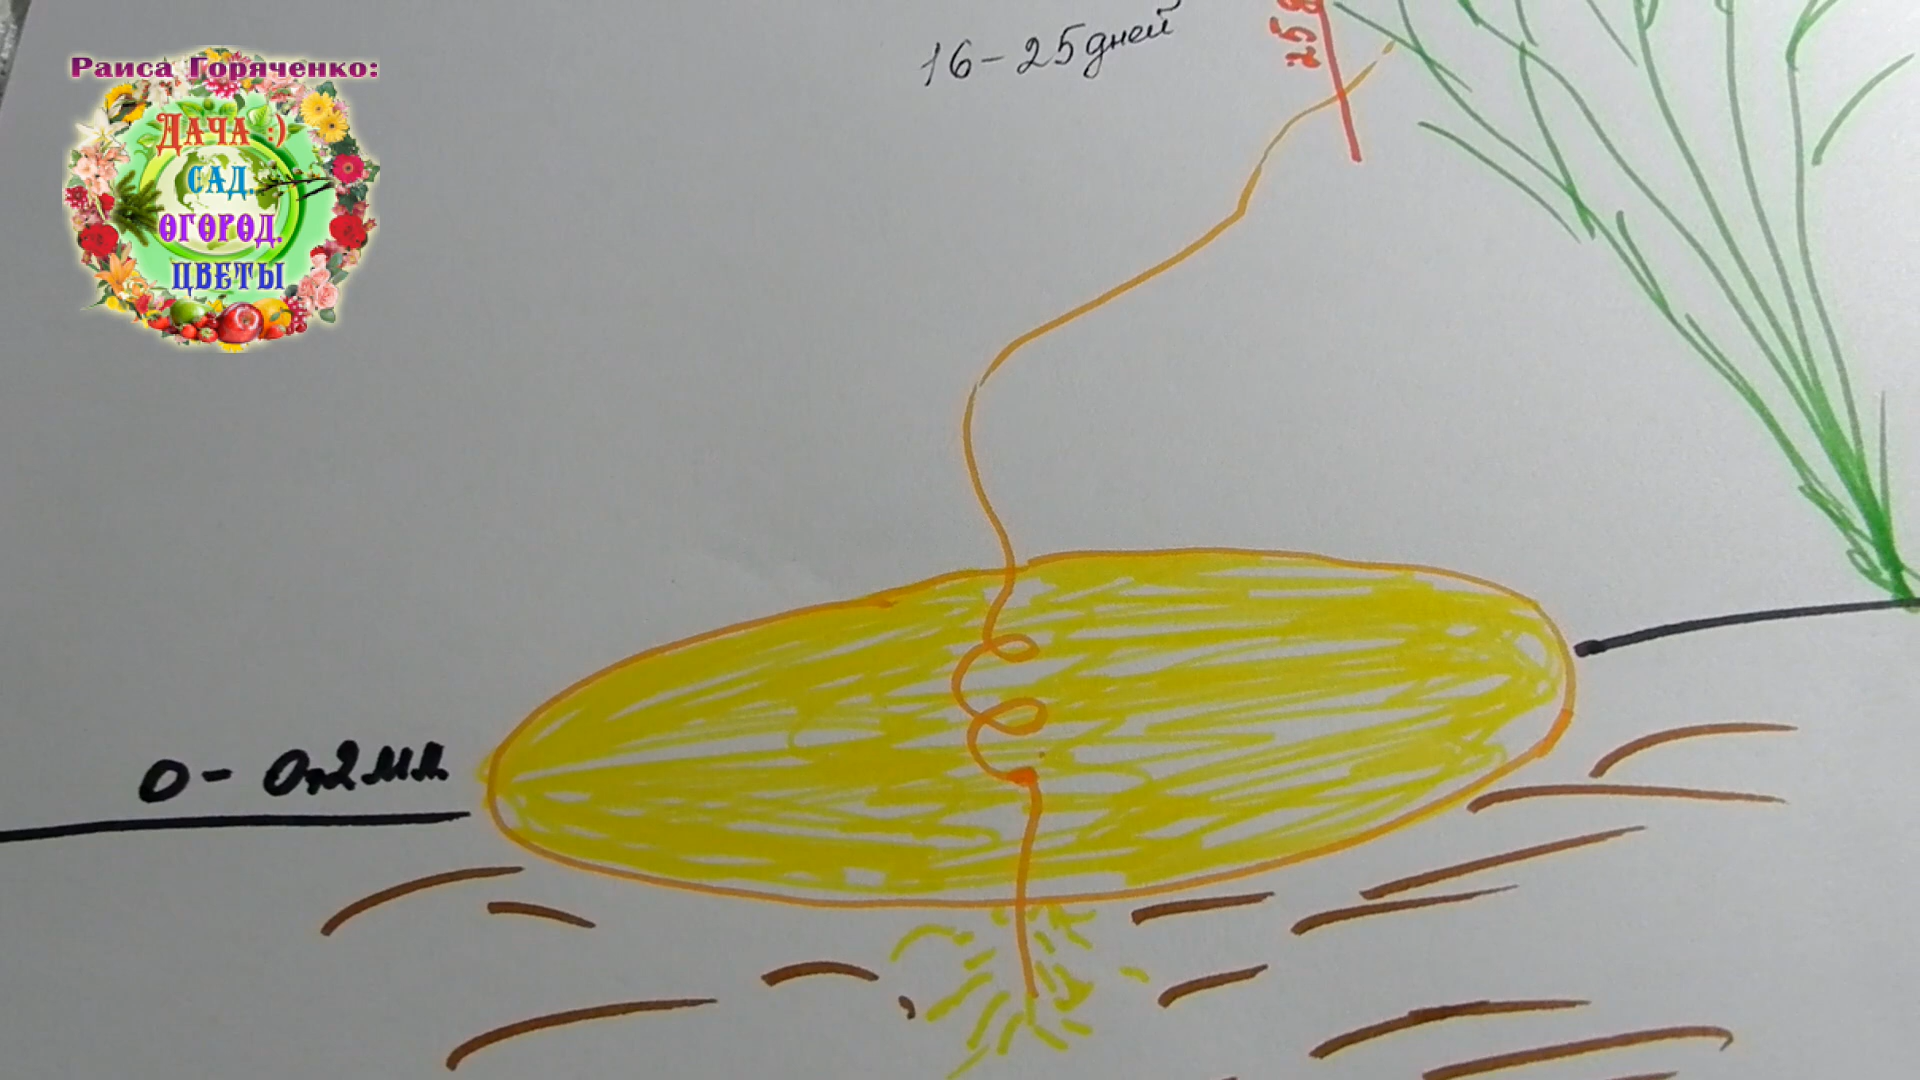 Раиса Горяченко:
Дача :)
САД.
ОГОРОД.
ЦВЕТЫ
16-25 дней
0- 0,2 мм